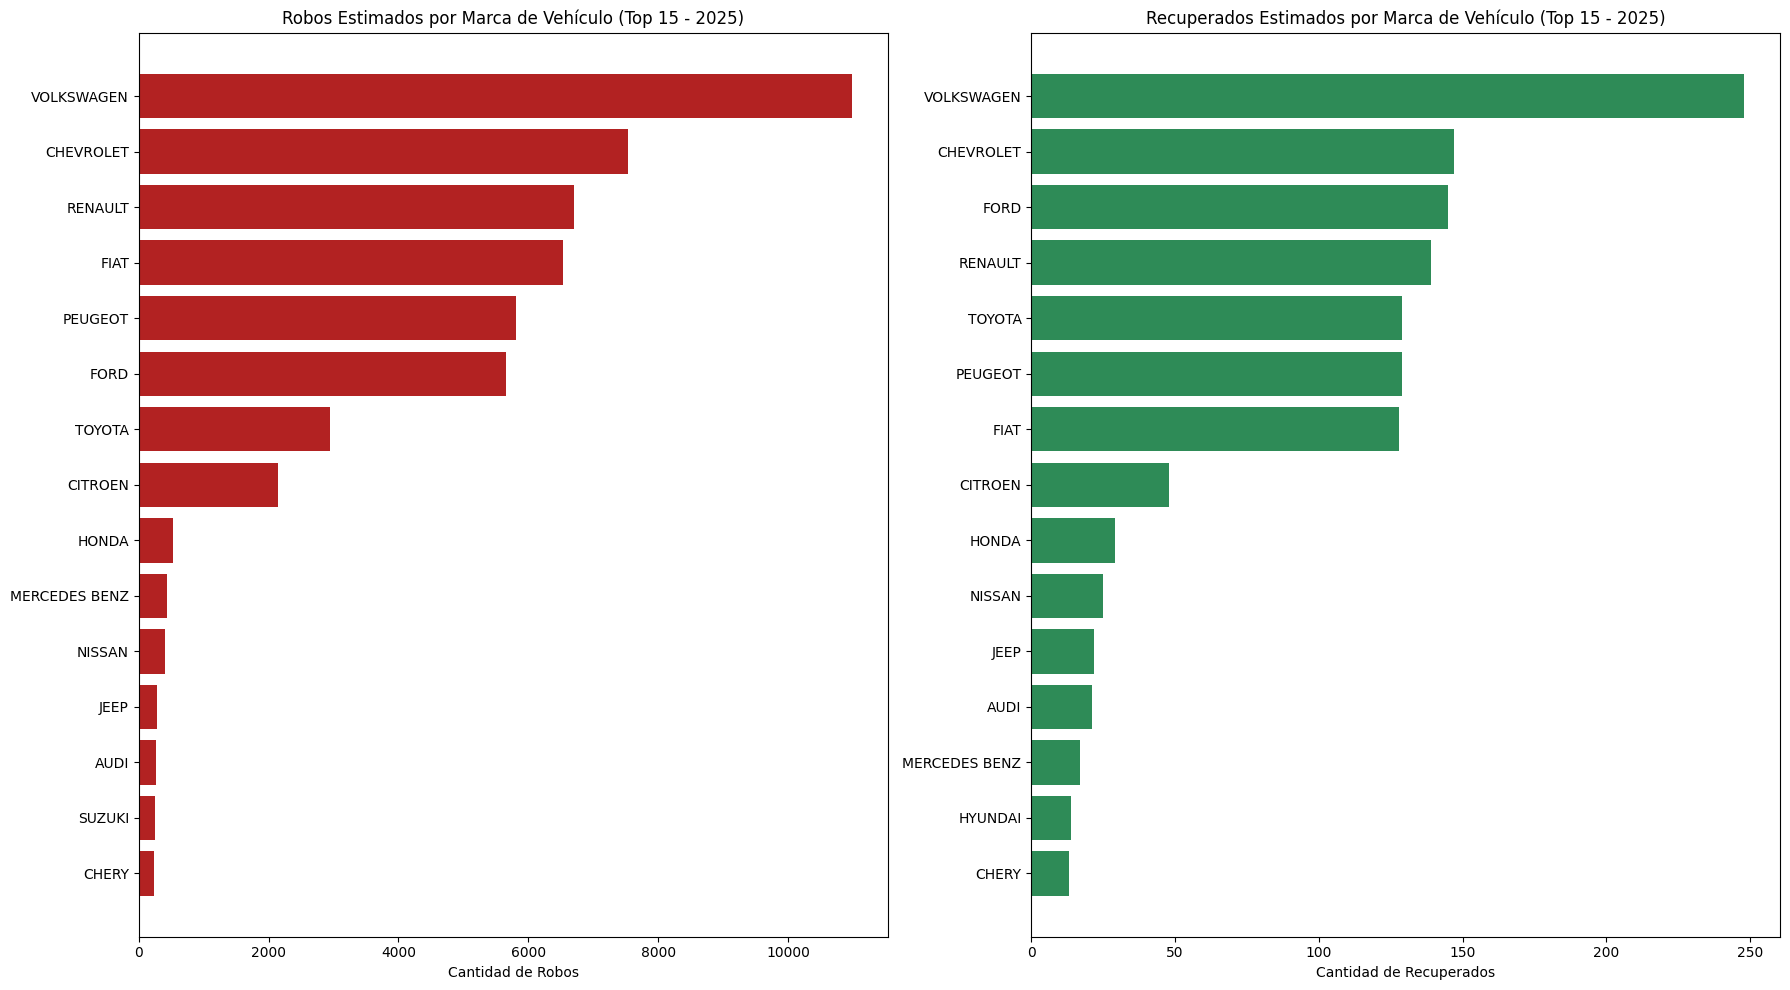 Robos Estimados por Marca de Vehículo (Top 15 - 2025)
VOLKSWAGEN
CHEVROLET
RENAULT
FIAT
PEUGEOT
FORD
TOYOTA
CITROEN
HONDA
MERCEDES BENZ
NISSAN
JEEP
AUDI
SUZUKI
CHERY
0 2000 4000 6000 8000 10000
Cantidad de Robos
Recuperados Estimados por Marca de Vehículo (Top 15 - 2025)
VOLKSWAGEN
CHEVROLET
FORD
RENAULT
TOYOTA
PEUGEOT
FIAT
CITROEN
HONDA
NISSAN
JEEP
AUDI
MERCEDES BENZ
HYUNDAI
CHERY
0 50 100 150 200 250
Cantidad de Recuperados